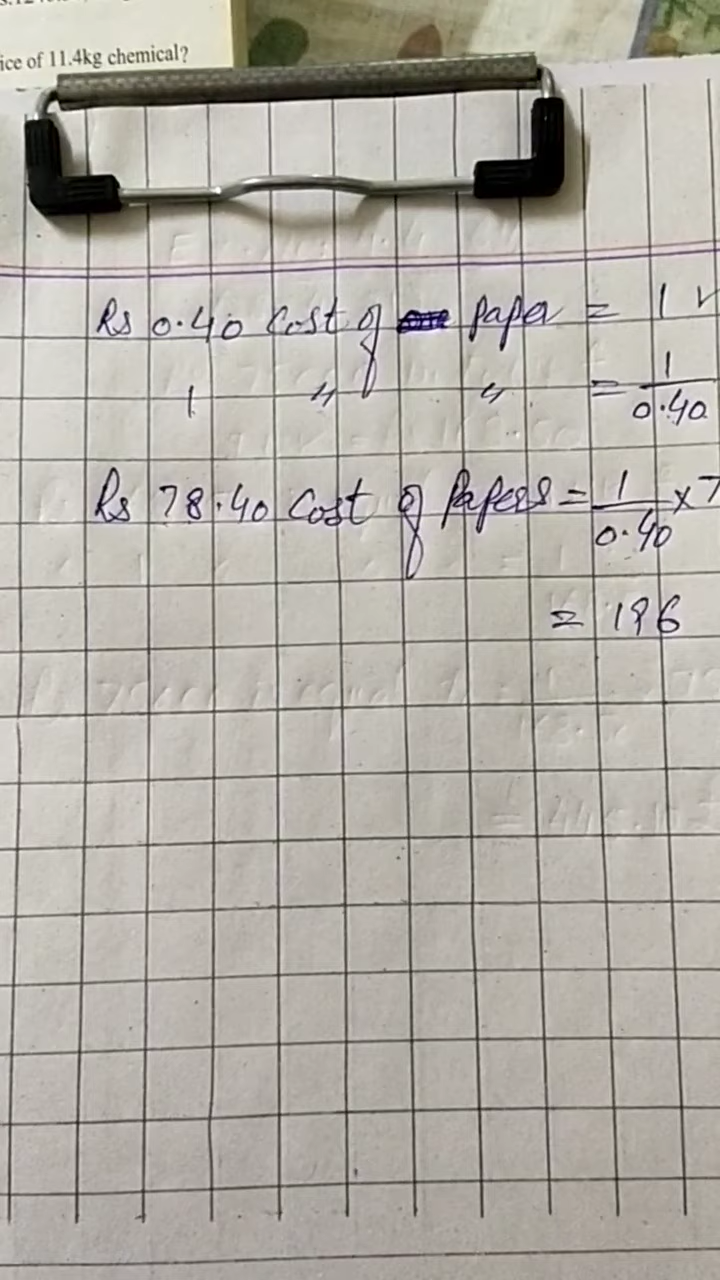 ice of 11.4kg chemical?
Rs 0.40 Cost of Paper = 1
1 〃 〃 = 1/0.40
Rs 78.40 Cost of Papers = 1/0.40 × 7
= 196